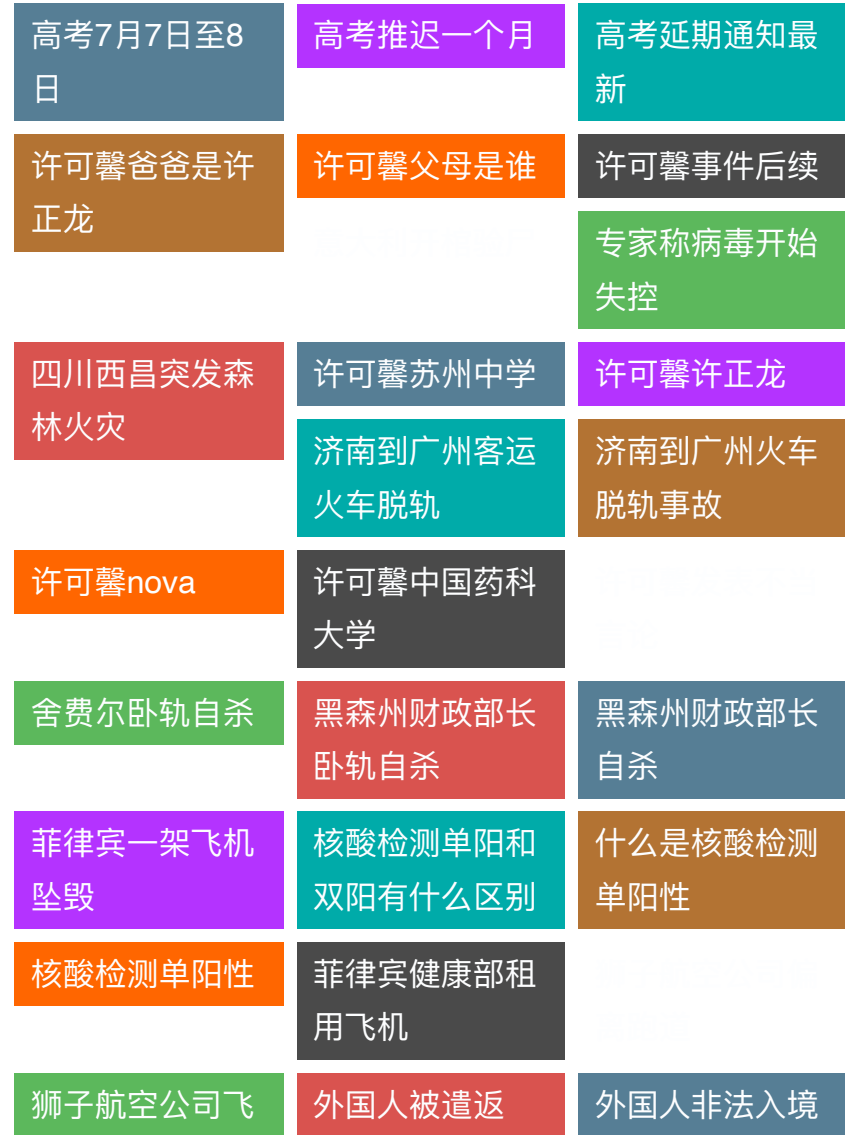 高考7月7日至8
日
高考推迟一个月
高考延期通知最
新
许可馨爸爸是许
正龙
许可馨父母是谁
许可馨事件后续
专家称病毒开始
失控
四川西昌突发森
林火灾
许可馨苏州中学
许可馨许正龙
济南到广州客运
火车脱轨
济南到广州火车
脱轨事故
许可馨nova
许可馨中国药科
大学
舍费尔卧轨自杀
黑森州财政部长
卧轨自杀
黑森州财政部长
自杀
菲律宾一架飞机
坠毁
核酸检测单阳和
双阳有什么区别
什么是核酸检测
单阳性
核酸检测单阳性
菲律宾健康部租
用飞机
狮子航空公司飞
外国人被遣返
外国人非法入境